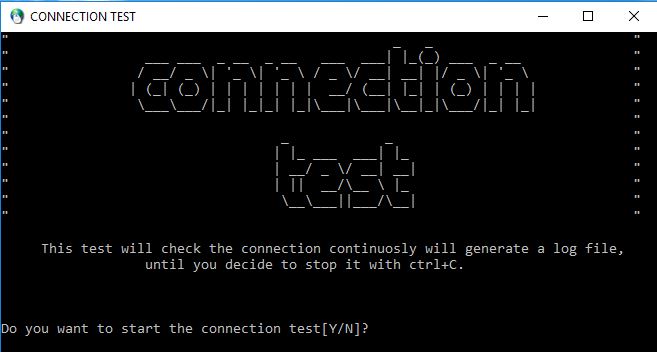 CONNECTION TEST
connection
test
This test will check the connection continuosly will generate a log file,
until you decide to stop it with ctrl+C.
Do you want to start the connection test[Y/N]?